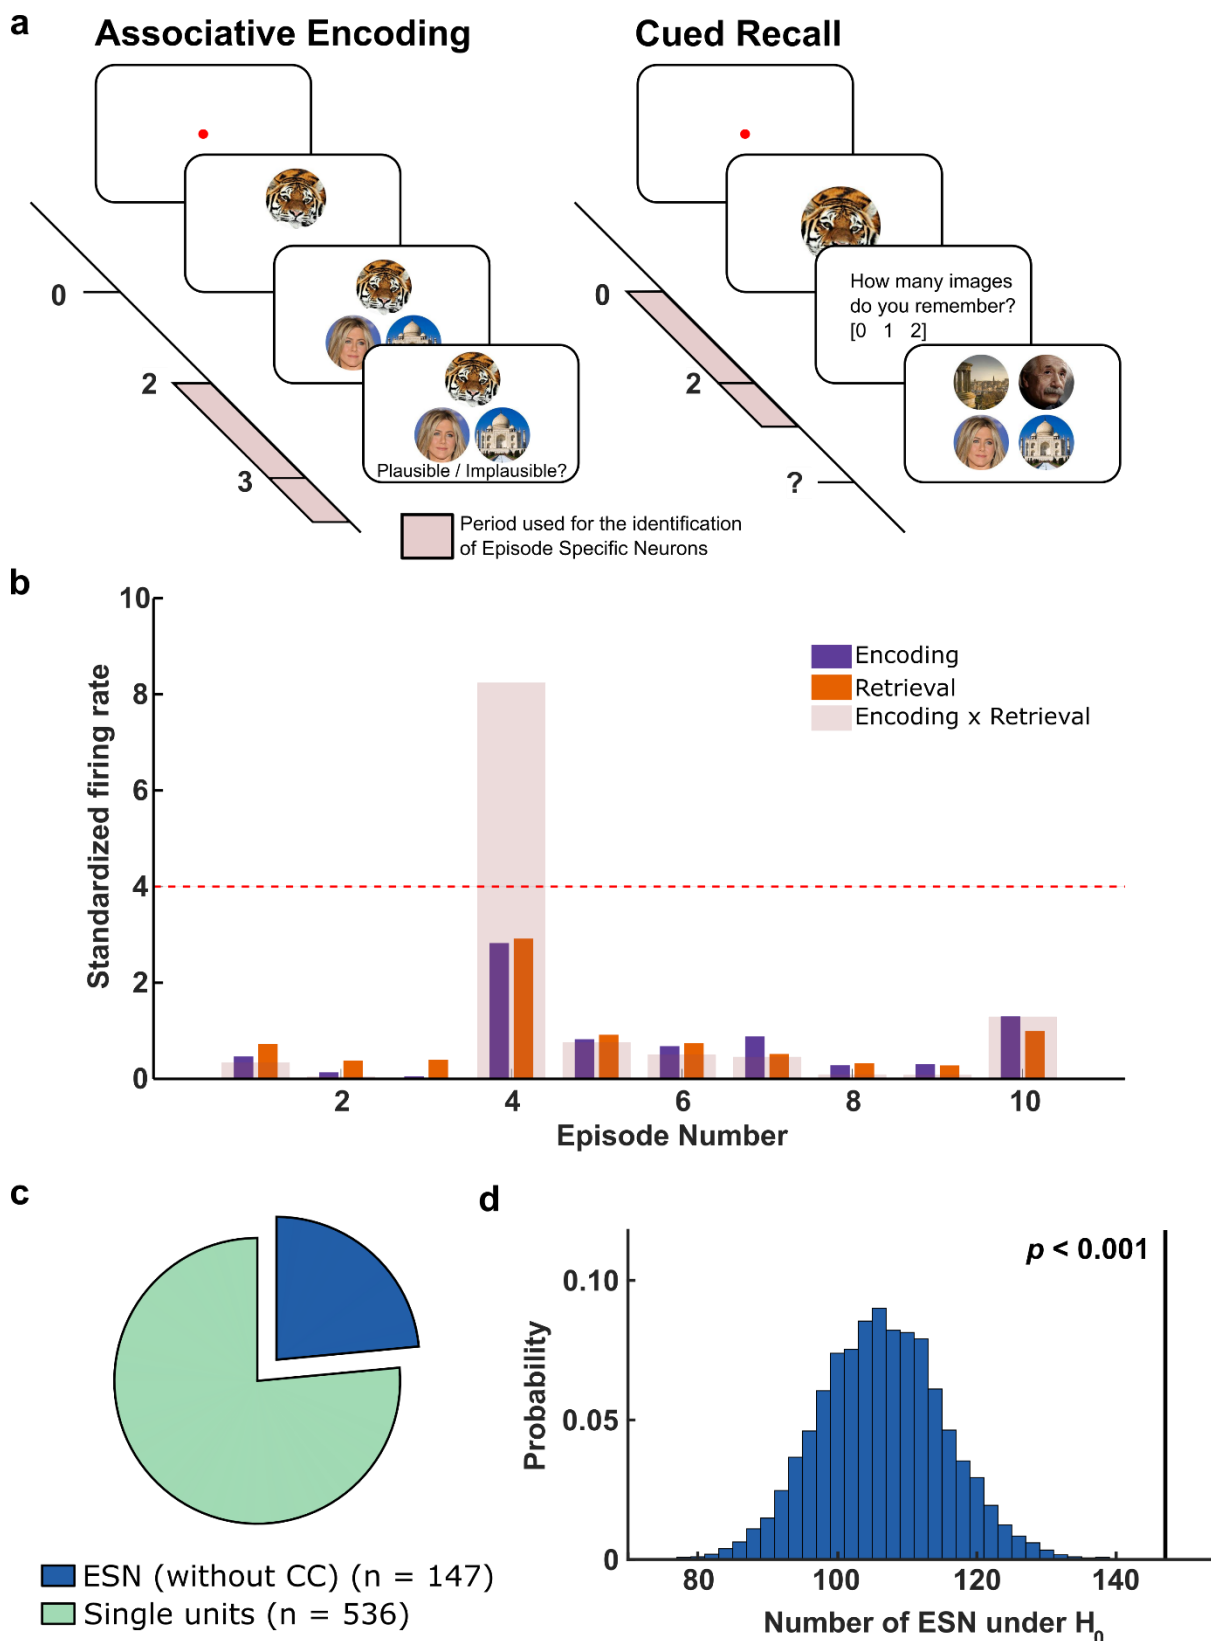 a
Associative Encoding
Cued Recall
0
2
3
Plausible / Implausible?
0
2
?
How many images
do you remember?
[0 1 2]
Period used for the identification
of Episode Specific Neurons
b
Standardized firing rate
10
8
6
4
2
0
Encoding
Retrieval
Encoding x Retrieval
2 4 6 8 10
Episode Number
c
ESN (without CC) (n = 147)
Single units (n = 536)
d
p < 0.001
Probability
0.10
0.05
0
80 100 120 140
Number of ESN under H₀